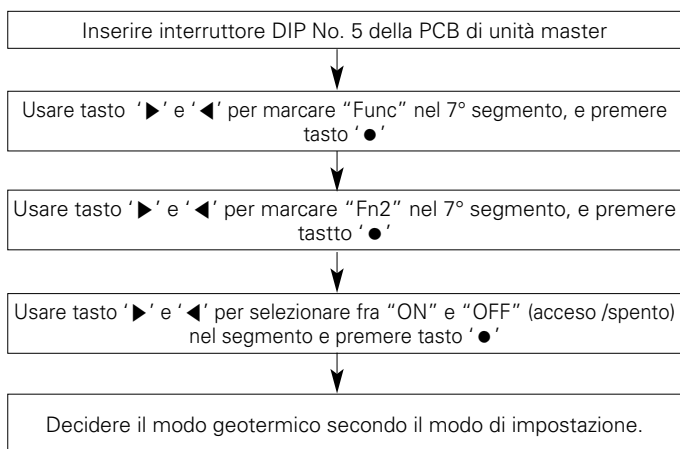 Inserire interruttore DIP No. 5 della PCB di unità master
Usare tasto '▶' e '◀' per marcare "Func" nel 7° segmento, e premere
tasto '●'
Usare tasto '▶' e '◀' per marcare "Fn2" nel 7° segmento, e premere
tastto '●'
Usare tasto '▶' e '◀' per selezionare fra "ON" e "OFF" (acceso /spento)
nel segmento e premere tasto '●'
Decidere il modo geotermico secondo il modo di impostazione.